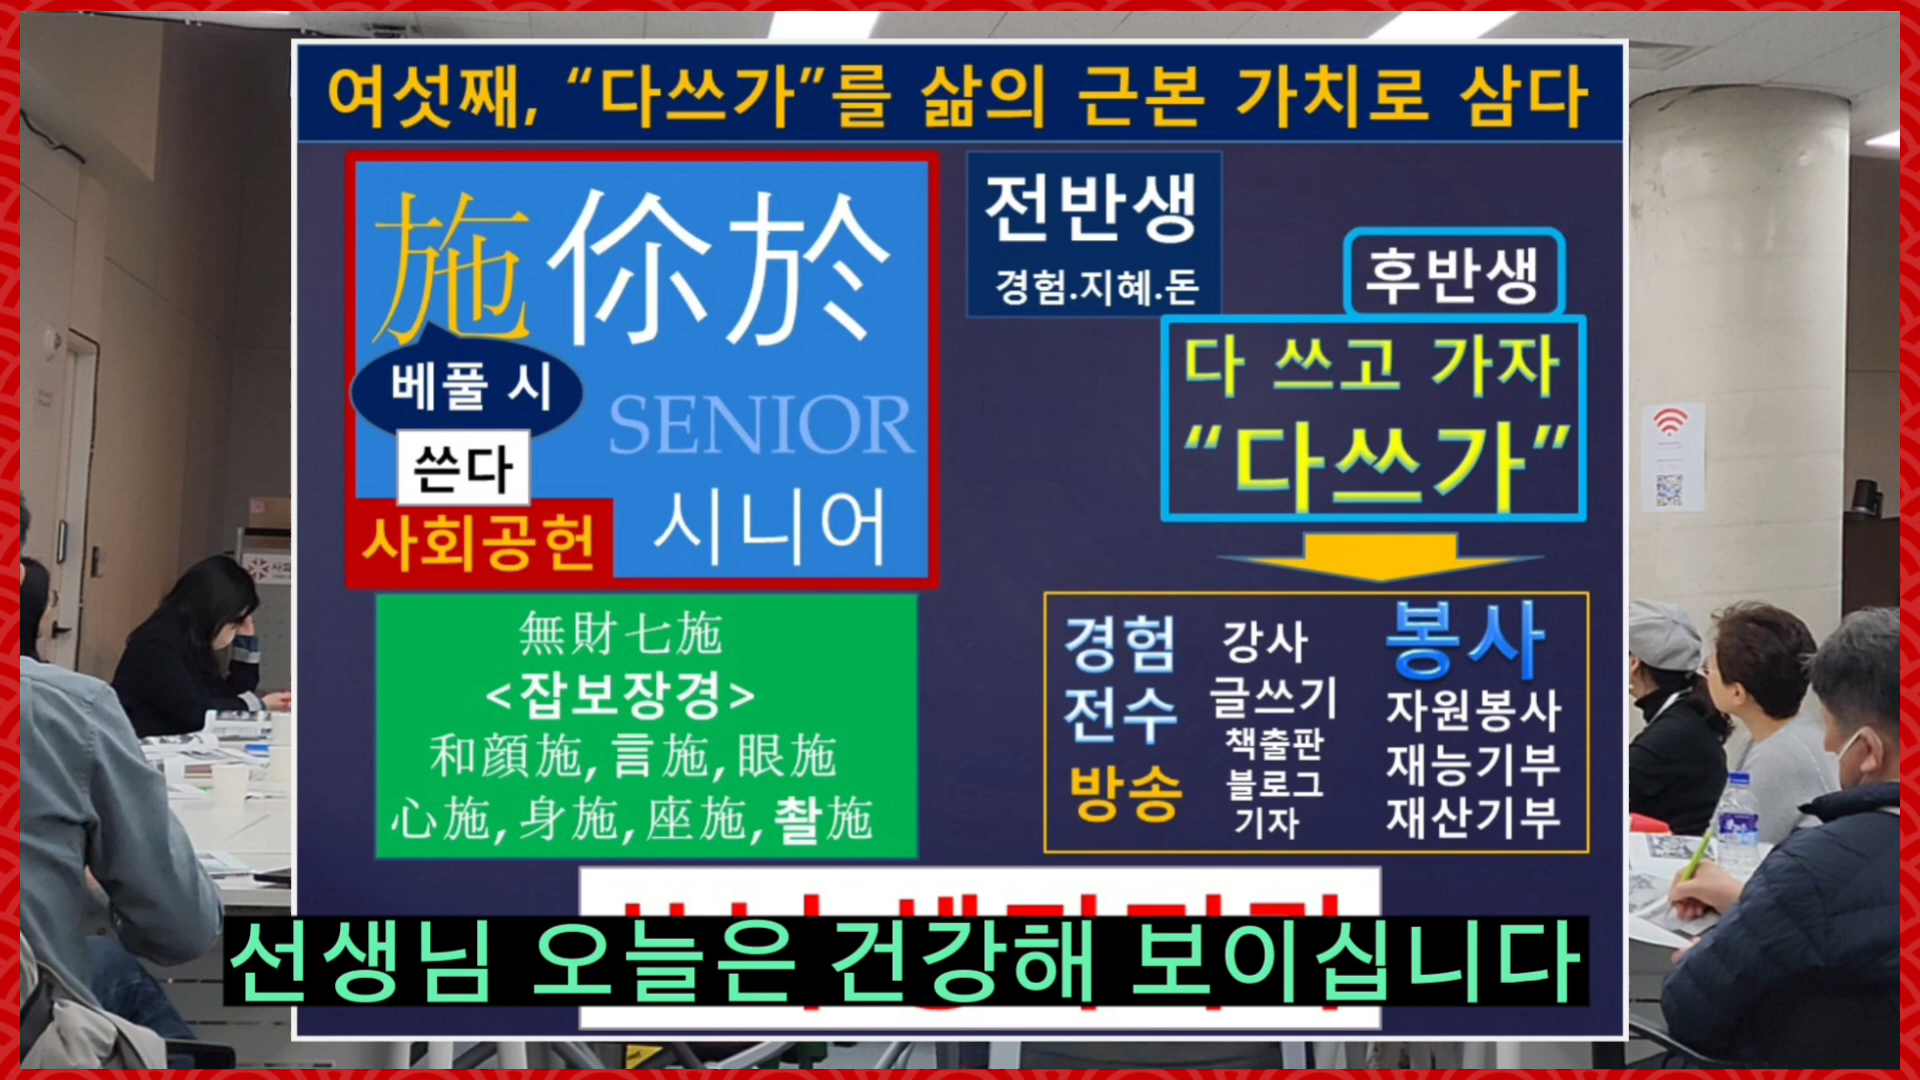 여섯째, “다쓰가”를 삶의 근본 가치로 삼다
施 你 於
베풀 시
쓴다
SENIOR
사회공헌
시니어
無財七施
<잡보장경>
和顔施, 言施, 眼施
心施, 身施, 座施, 촬施
전반생
경험.지혜.돈
후반생
다 쓰고 가자
“다쓰가”
경험
전수
방송
강사
글쓰기
책출판
블로그
기자
봉사
자원봉사
재능기부
재산기부
선생님 오늘은 건강해 보이십니다